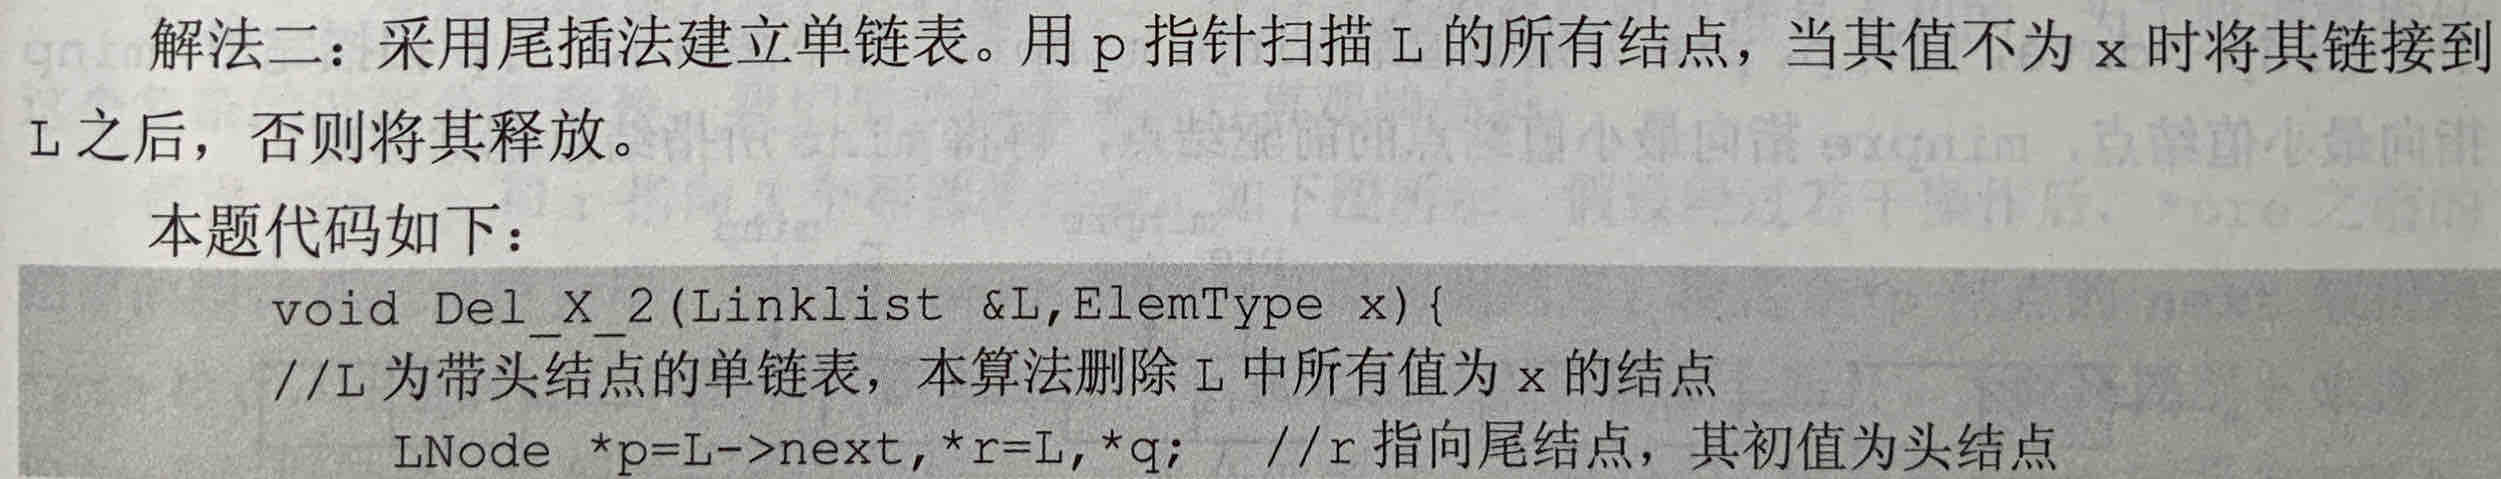 解法二：采用尾插法建立单链表。用 p 指针扫描 L 的所有结点，当其值不为 x 时将其链接到
L 之后，否则将其释放。
本题代码如下：
void Del_X_2(Linklist &L,ElemType x){
//L 为带头结点的单链表，本算法删除 L 中所有值为 x 的结点
LNode *p=L->next,*r=L,*q; //r 指向尾结点，其初值为头结点